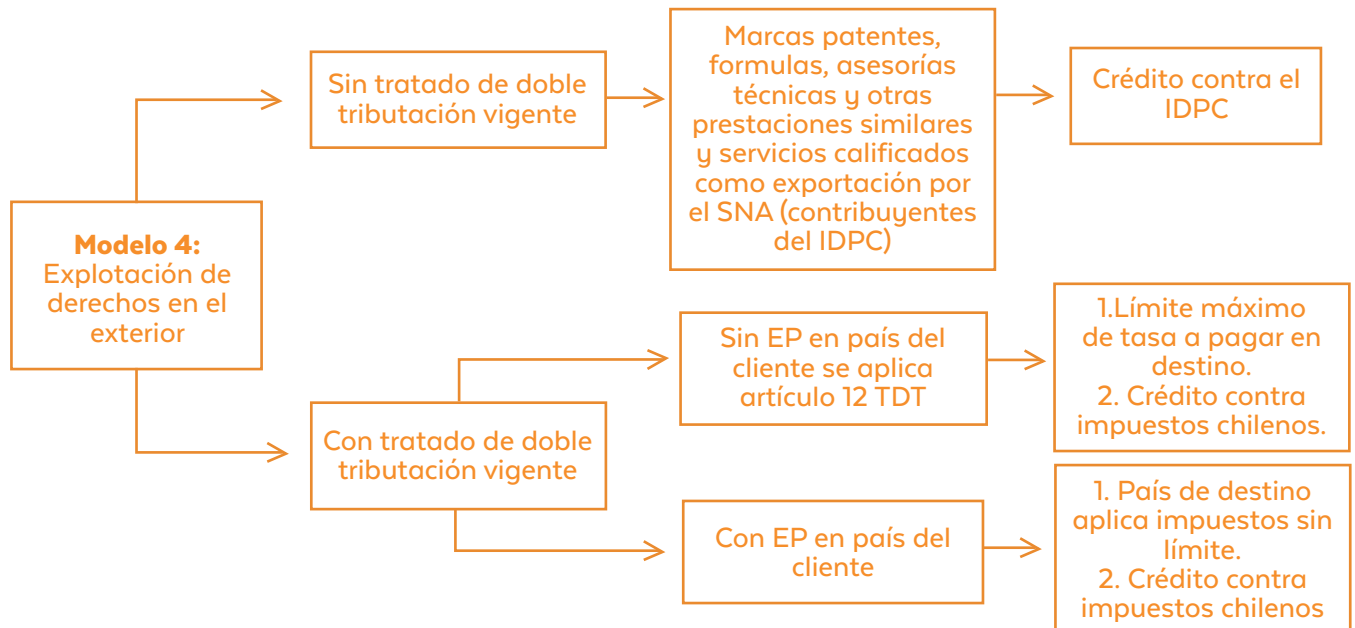 Modelo 4:
Explotación de
derechos en el
exterior
Sin tratado de doble
tributación vigente
Marcas patentes,
formulas, asesorías
técnicas y otras
prestaciones similares
y servicios calificados
como exportación por
el SNA (contribuyentes
del IDPC)
Crédito contra el
IDPC
Con tratado de doble
tributación vigente
Sin EP en país del
cliente se aplica
artículo 12 TDT
1.Límite máximo
de tasa a pagar en
destino.
2. Crédito contra
impuestos chilenos.
Con EP en país del
cliente
1. País de destino
aplica impuestos sin
límite.
2. Crédito contra
impuestos chilenos